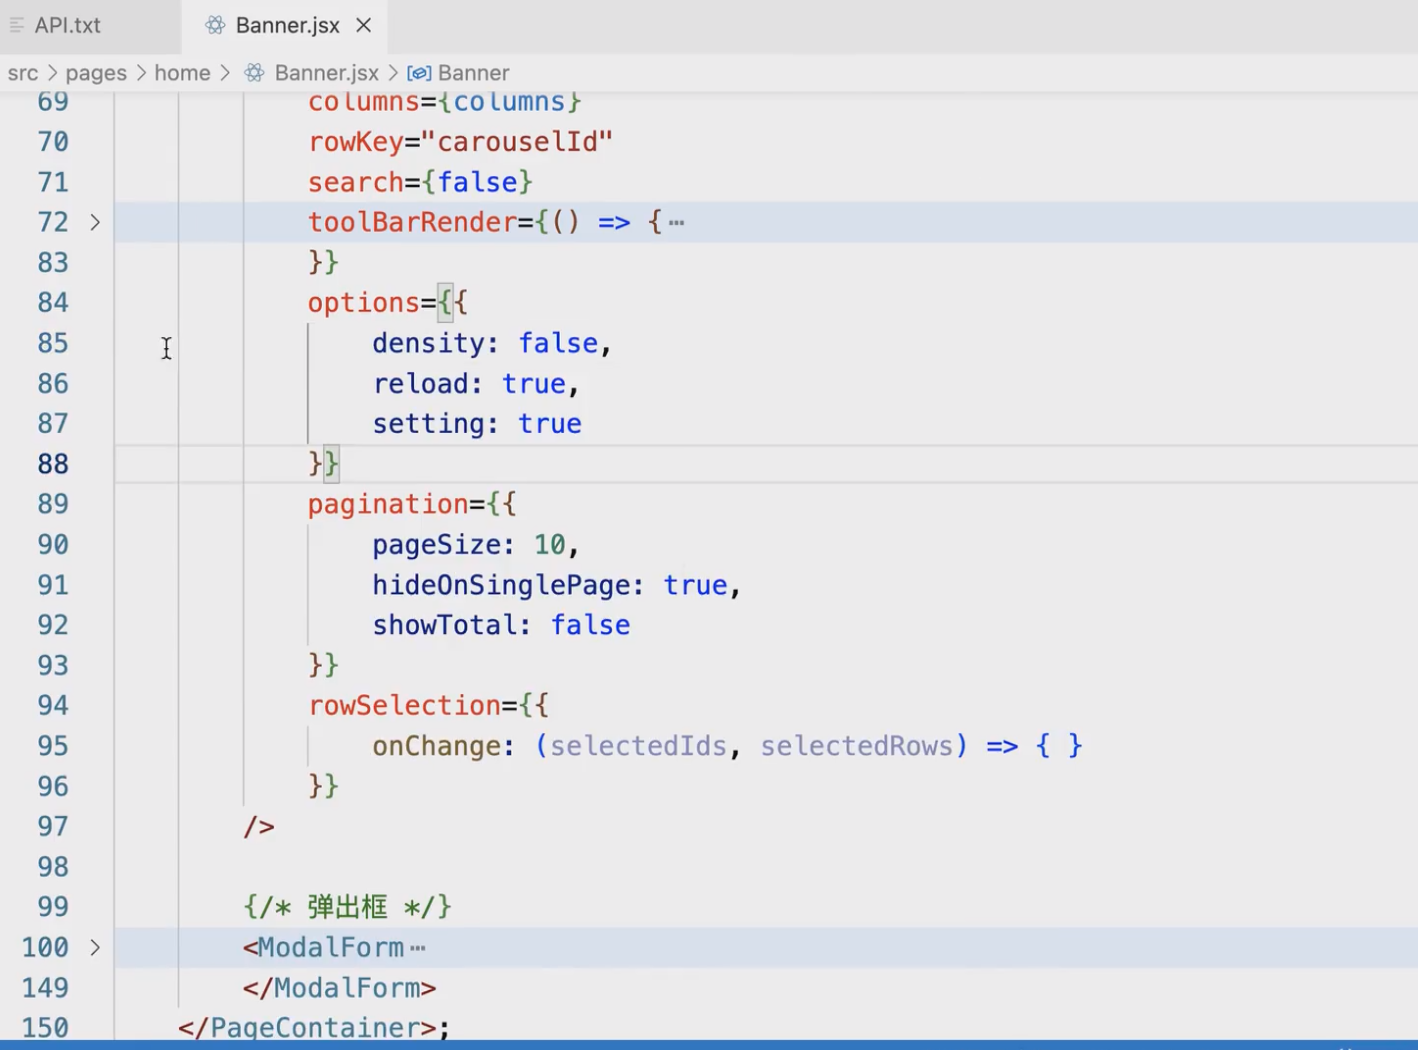 API.txt
Banner.jsx
src > pages > home > Banner.jsx > Banner
69 columns={columns}
70 rowKey="carouselId"
71 search={false}
72 toolBarRender={() => { ⋯
83 }}
84 options={{
85 density: false,
86 reload: true,
87 setting: true
88 }}
89 pagination={{
90 pageSize: 10,
91 hideOnSinglePage: true,
92 showTotal: false
93 }}
94 rowSelection={{
95 onChange: (selectedIds, selectedRows) => { }
96 }}
97 />
98
99 {/* 弹出框 */}
100 <ModalForm ⋯
149 </ModalForm>
150 </PageContainer>;